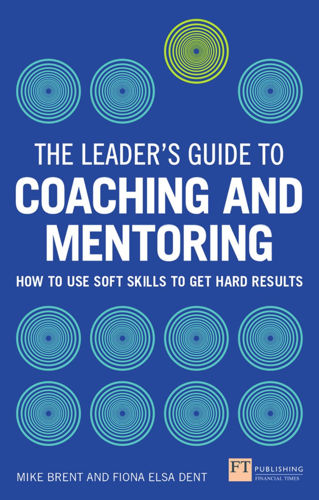 THE LEADER'S GUIDE TO
COACHING AND
MENTORING
HOW TO USE SOFT SKILLS TO GET HARD RESULTS
MIKE BRENT AND FIONA ELSA DENT
FT PUBLISHING
FINANCIAL TIMES